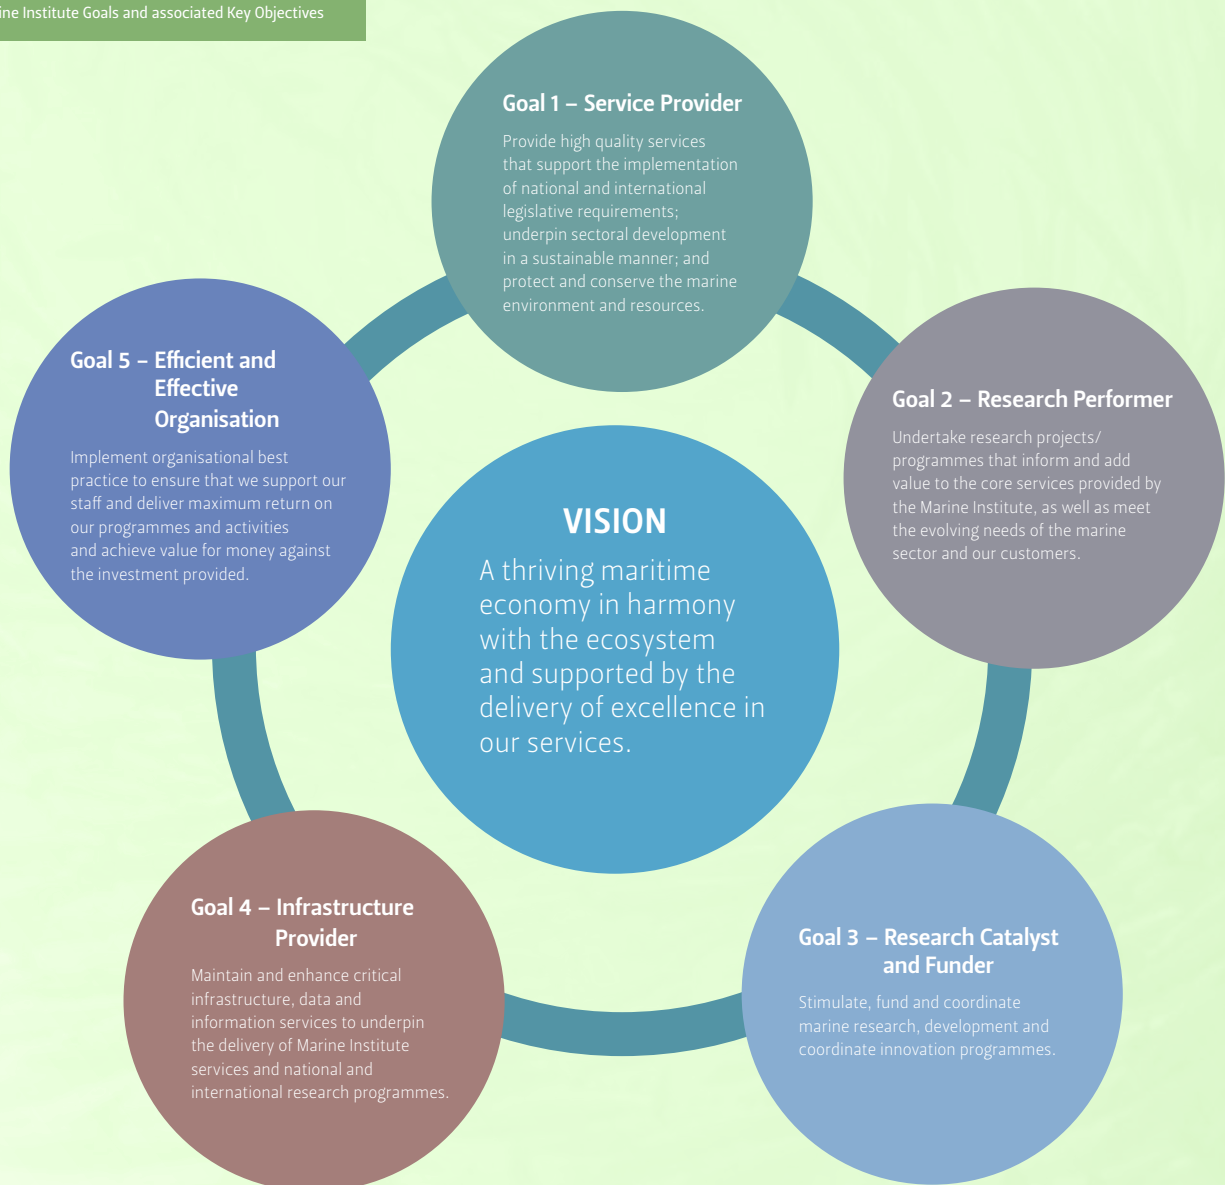 ine Institute Goals and associated Key Objectives
Goal 1 – Service Provider
Provide high quality services
that support the implementation
of national and international
legislative requirements;
underpin sectoral development
in a sustainable manner; and
protect and conserve the marine
environment and resources.
Goal 2 – Research Performer
Undertake research projects/
programmes that inform and add
value to the core services provided by
the Marine Institute, as well as meet
the evolving needs of the marine
sector and our customers.
Goal 3 – Research Catalyst
and Funder
Stimulate, fund and coordinate
marine research, development and
coordinate innovation programmes.
Goal 4 – Infrastructure
Provider
Maintain and enhance critical
infrastructure, data and
information services to underpin
the delivery of Marine Institute
services and national and
international research programmes.
Goal 5 – Efficient and
Effective
Organisation
Implement organisational best
practice to ensure that we support our
staff and deliver maximum return on
our programmes and activities
and achieve value for money against
the investment provided.
VISION
A thriving maritime
economy in harmony
with the ecosystem
and supported by the
delivery of excellence in
our services.